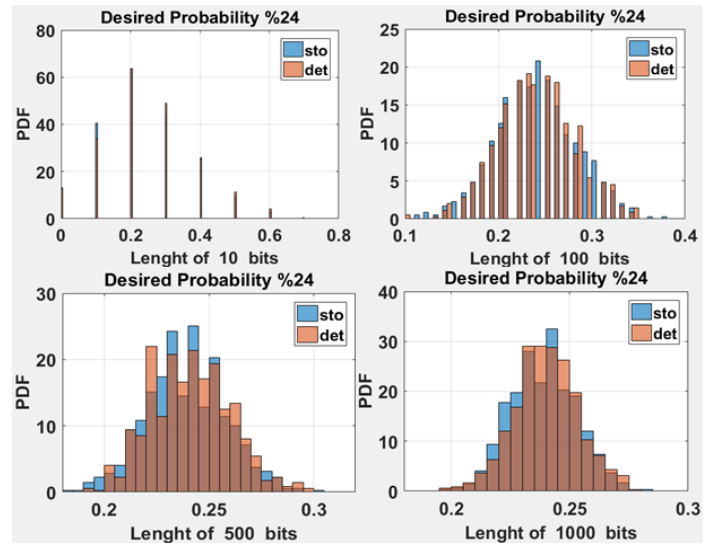 Desired Probability %24
80
60
40
20
0
PDF
sto
det
0 0.2 0.4 0.6 0.8
Lenght of 10 bits
Desired Probability %24
25
20
15
10
5
0
PDF
sto
det
0.1 0.2 0.3 0.4
Lenght of 100 bits
Desired Probability %24
30
20
10
0
PDF
sto
det
0.2 0.25 0.3
Lenght of 500 bits
Desired Probability %24
40
30
20
10
0
PDF
sto
det
0.2 0.25 0.3
Lenght of 1000 bits